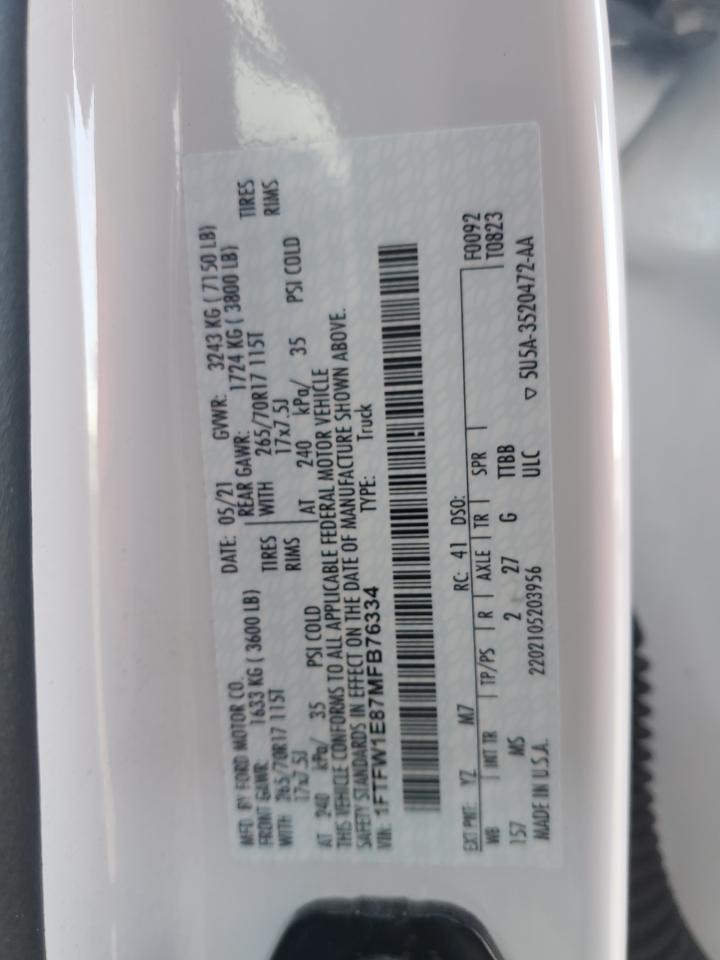 MFD. BY FORD MOTOR CO.
DATE: 05/21 GVWR: 3243 KG ( 7150 LB)
FRONT GAWR: 1633 KG ( 3600 LB) REAR GAWR: 1724 KG ( 3800 LB)
WITH 265/70R17 115T TIRES WITH 265/70R17 115T TIRES
17x7.5J RIMS 17x7.5J RIMS
AT 240 kPa/ 35 PSI COLD AT 240 kPa/ 35 PSI COLD
THIS VEHICLE CONFORMS TO ALL APPLICABLE FEDERAL MOTOR VEHICLE
SAFETY STANDARDS IN EFFECT ON THE DATE OF MANUFACTURE SHOWN ABOVE.
VIN: 1FTFW1E87MFB76334 TYPE: Truck
EXT PNT: YZ M7 RC: 41 DSO: F0092
WB INT TR TP/PS R AXLE TR SPR T0823
157 MS 2 27 G TTBB
MADE IN U.S.A. 2202105203956 ULC ▽ 5U5A-3520472-AA